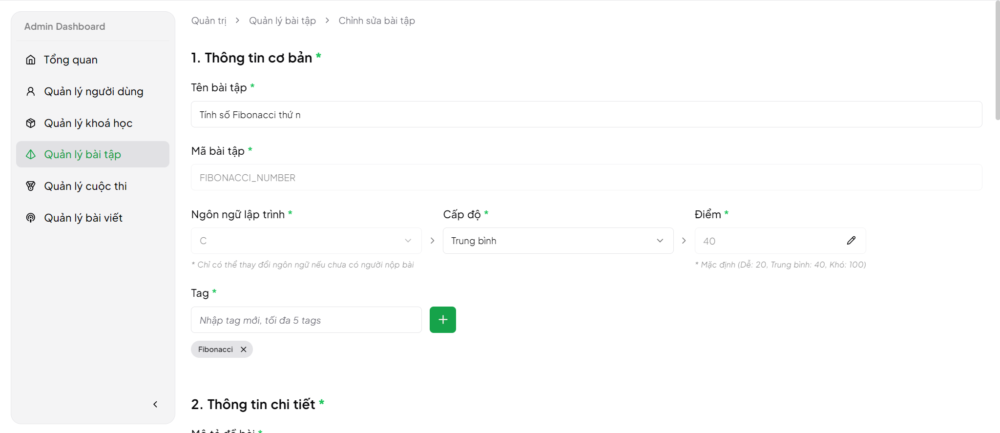 Admin Dashboard
Tổng quan
Quản lý người dùng
Quản lý khoá học
Quản lý bài tập
Quản lý cuộc thi
Quản lý bài viết
Quản trị > Quản lý bài tập > Chỉnh sửa bài tập
1. Thông tin cơ bản *
Tên bài tập *
Tính số Fibonacci thứ n
Mã bài tập *
FIBONACCI_NUMBER
Ngôn ngữ lập trình *
C
* Chỉ có thể thay đổi ngôn ngữ nếu chưa có người nộp bài
Cấp độ *
Trung bình
Điểm *
40
* Mặc định (Dễ: 20, Trung bình: 40, Khó: 100)
Tag *
Nhập tag mới, tối đa 5 tags
Fibonacci
2. Thông tin chi tiết *
Mô tả đề bài *